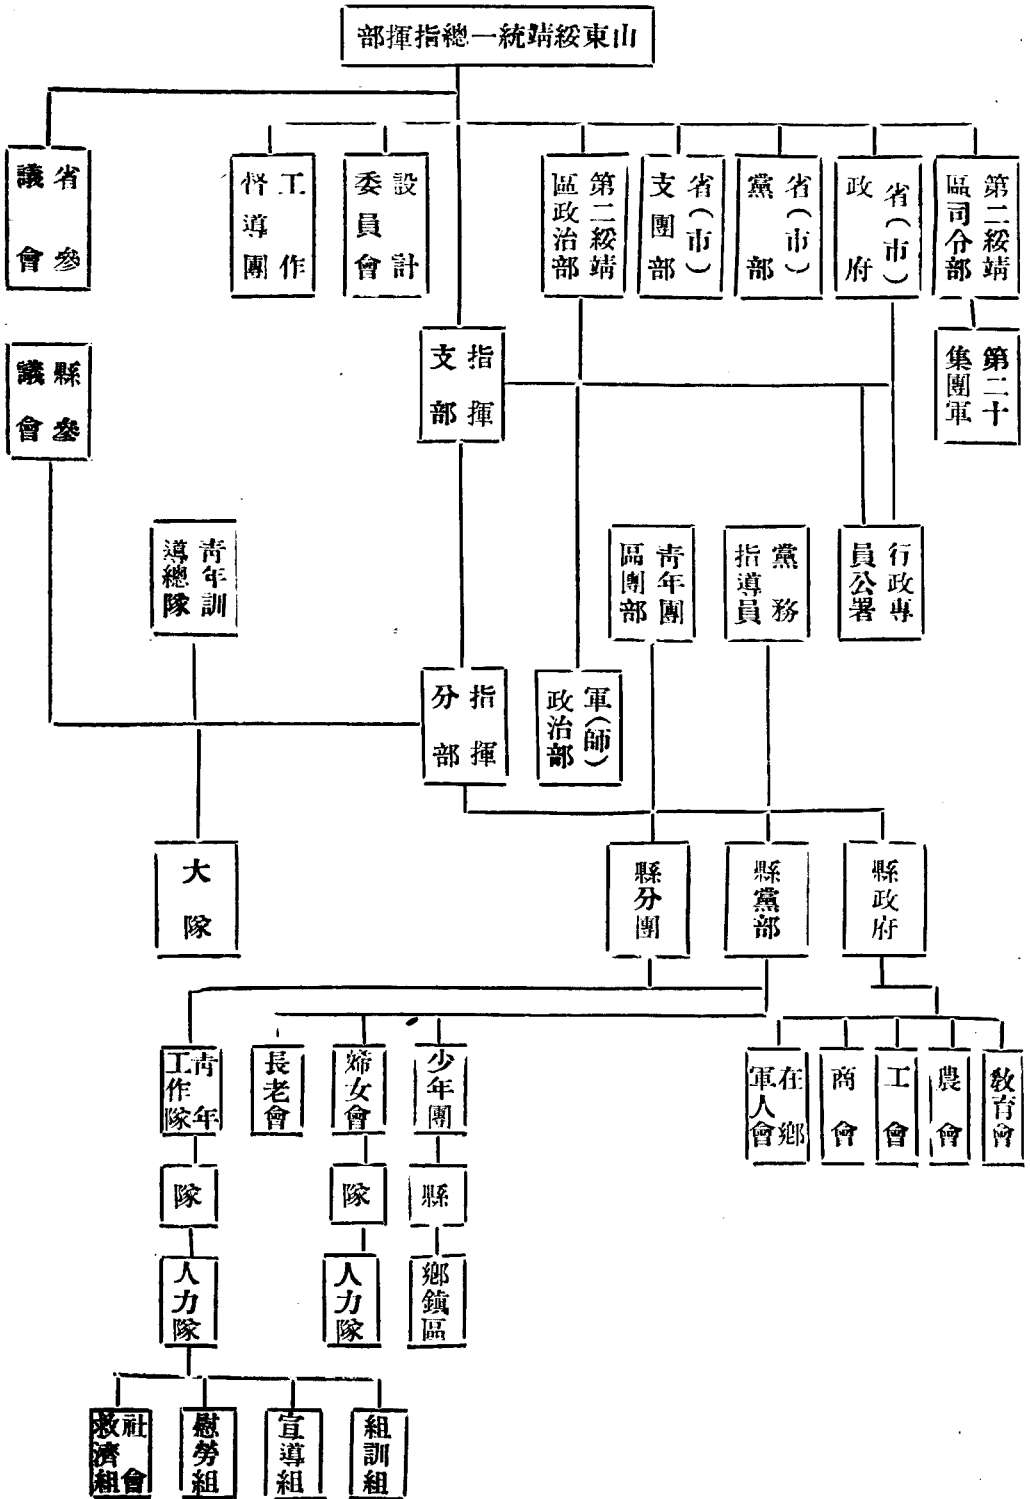 山東綏靖統一總指揮部
第二綏靖
區司令部
省(市)
政府
省(市)
黨部
省(市)
支團部
第二綏靖
區政治部
設計
委員會
工作
督導團
省參
議會
第二十
集團軍
指揮
支部
縣參
議會
行政專
員公署
黨務
指導員
青年團
區團部
青年訓
導總隊
軍(師)
政治部
指揮
分部
縣政府
縣黨部
縣分團
大隊
教育會
農會
工會
商會
在鄉
軍人會
少年團
婦女會
長老會
青年
工作隊
縣
隊
隊
鄉鎮區
人力隊
人力隊
組訓組
宣導組
慰勞組
社會
救濟組